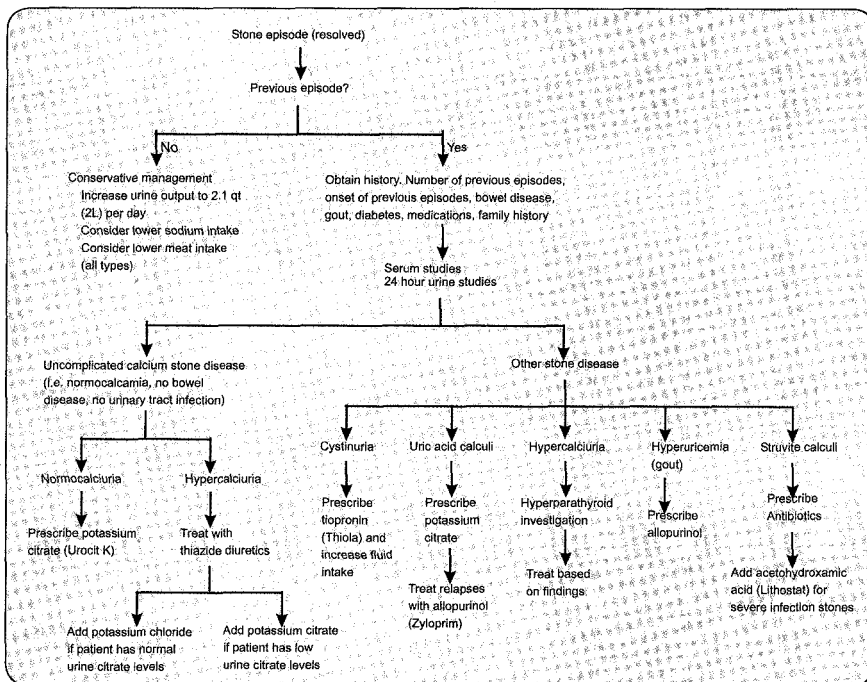 Stone episode (resolved)
Previous episode?
No
Yes
Conservative management
Increase urine output to 2.1 qt
(2L) per day
Consider lower sodium intake
Consider lower meat intake
(all types)
Obtain history. Number of previous episodes,
onset of previous episodes, bowel disease,
gout, diabetes, medications, family history
Serum studies
24 hour urine studies
Uncomplicated calcium stone disease
(I.e. normocalcamia, no bowel
disease, no urinary tract infection)
Other stone disease
Normocalciuria
Hypercalciuria
Prescribe potassium
citrate (Urocit K)
Treat with
thiazide diuretics
Add potassium chloride
if patient has normal
urine citrate levels
Add potassium citrate
if patient has low
urine citrate levels
Cystinuria
Uric acid calculi
Hypercalciuria
Hyperuricemia
(gout)
Struvite calculi
Prescribe
tiopronin
(Thiola) and
increase fluid
intake
Prescribe
potassium
citrate
Treat relapses
with allopurinol
(Zyloprim)
Hyperparathyroid
investigation
Treat based
on findings
Prescribe
allopurinol
Prescribe
Antibiotics
Add acetohydroxamic
acid (Lithostat) for
severe infection stones